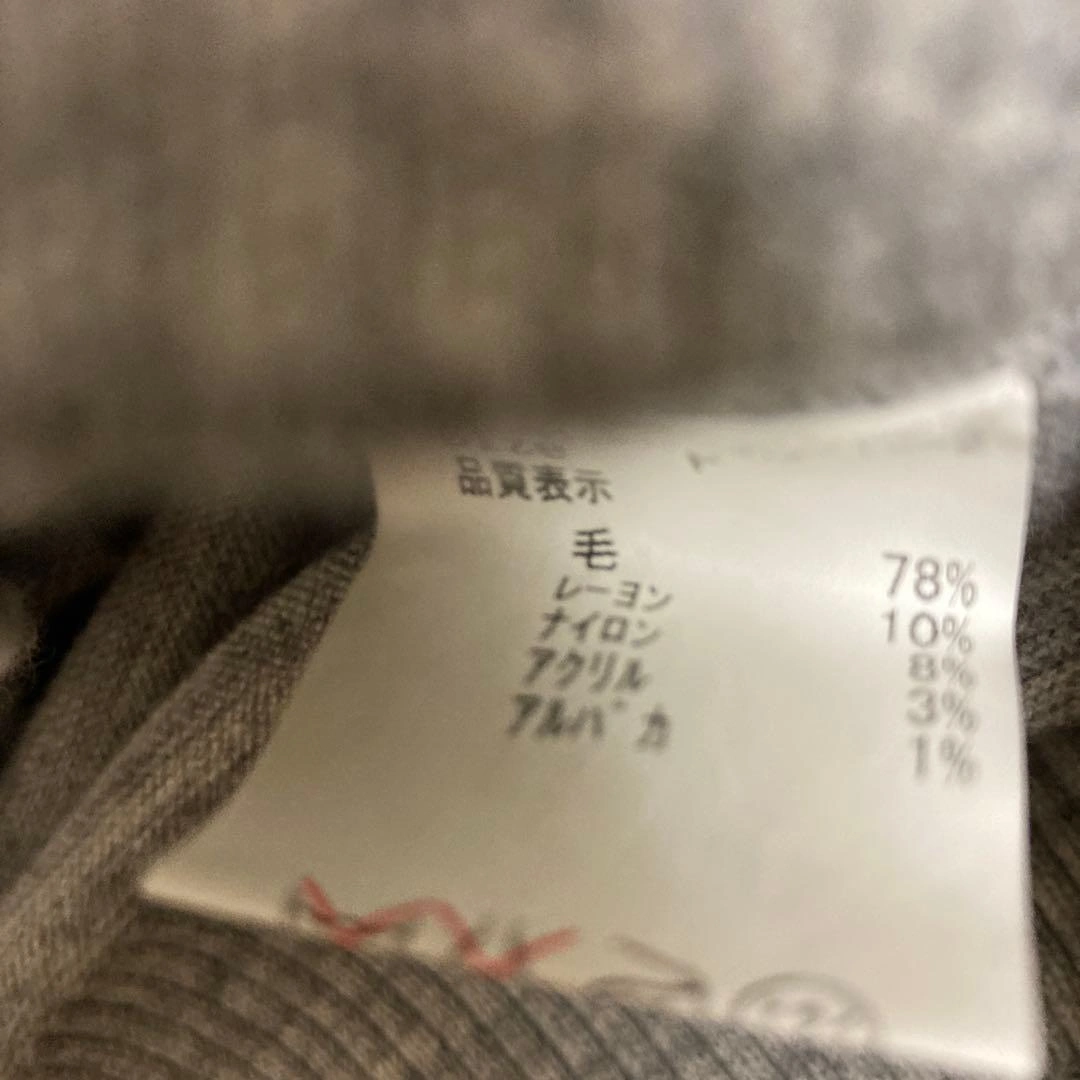 品質表示
毛 78%
レーヨン 10%
ナイロン 8%
アクリル 3%
アルパカ 1%